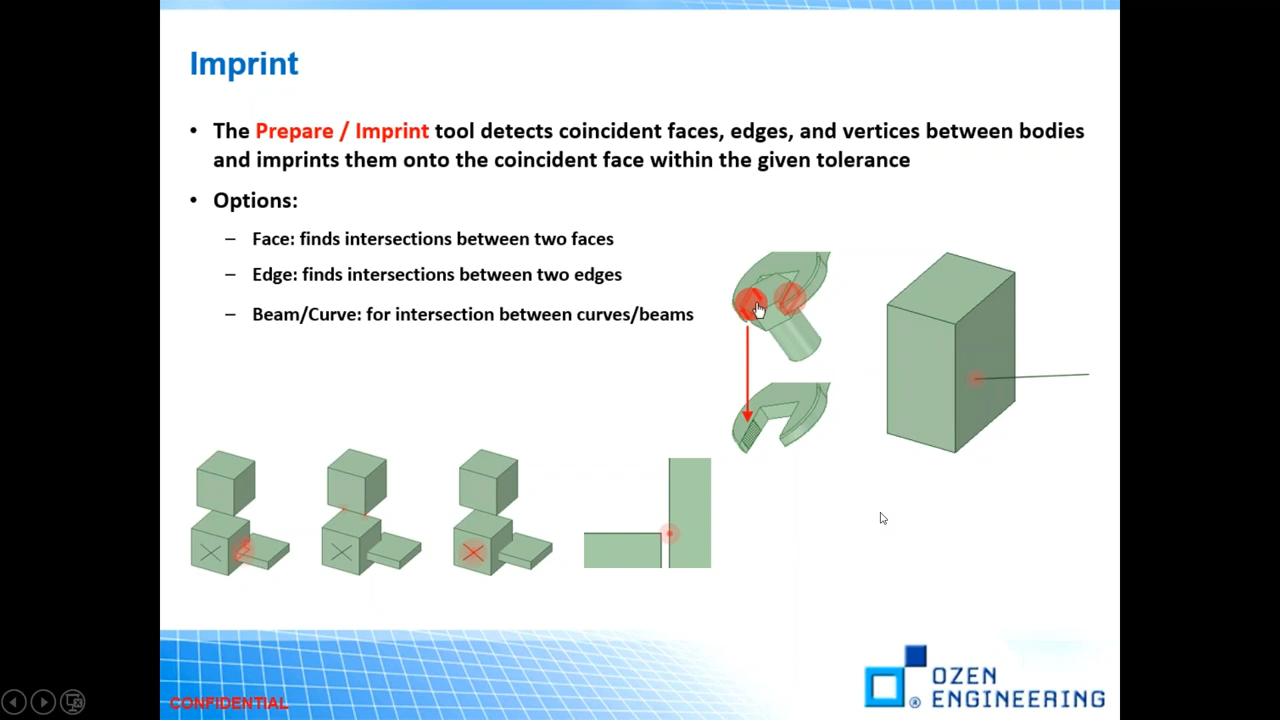 Imprint
• The Prepare / Imprint tool detects coincident faces, edges, and vertices between bodies
and imprints them onto the coincident face within the given tolerance
• Options:
– Face: finds intersections between two faces
– Edge: finds intersections between two edges
– Beam/Curve: for intersection between curves/beams
CONFIDENTIAL
® OZEN
ENGINEERING